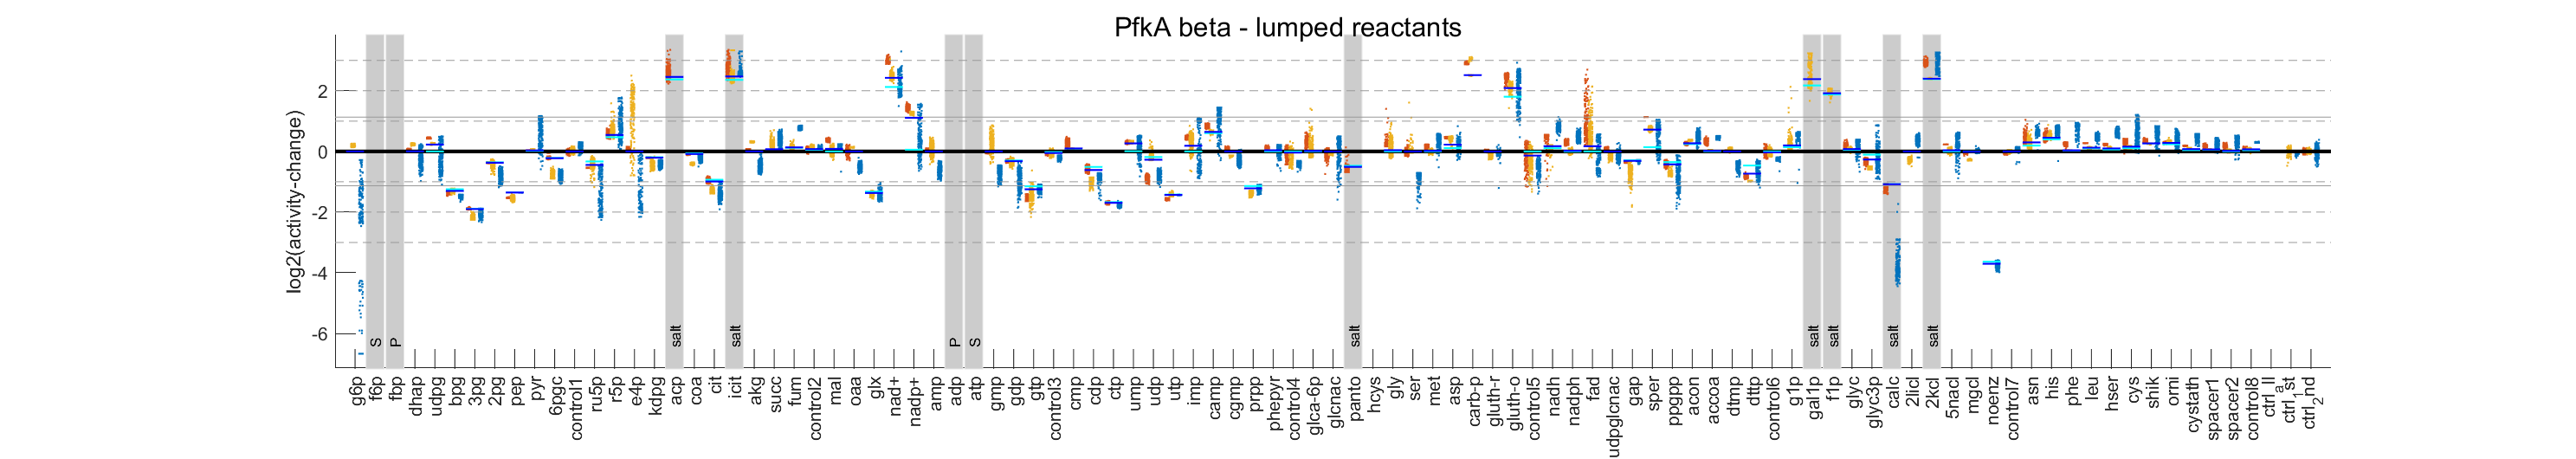 PfkA beta - lumped reactants
log2(activity-change)
2
0
-2
-4
-6
S
P
salt
salt
P
S
salt
salt
salt
salt
salt
g6p
f6p
fbp
dhap
udpg
bpg
3pg
2pg
pep
pyr
6pgc
control1
ru5p
r5p
e4p
kdpg
acp
coa
cit
icit
akg
succ
fum
control2
mal
oaa
glx
nad+
nadp+
amp
adp
atp
gmp
gdp
gtp
control3
cmp
cdp
ctp
ump
udp
utp
imp
camp
cgmp
prpp
phepyr
control4
glca-6p
glcnac
panto
hcys
gly
ser
met
asp
carb-p
gluth-r
gluth-o
control5
nadh
nadph
fad
udpglcnac
gap
sper
ppgpp
acon
accoa
dtmp
dttp
control6
g1p
gal1p
f1p
glyc
glyc3p
calc
2licl
2kcl
5nacl
mgcl
noenz
control7
asn
his
phe
leu
hser
cys
shik
orni
cystath
spacer1
spacer2
control8
ctrl_II
ctrl_1st
ctrl_2nd